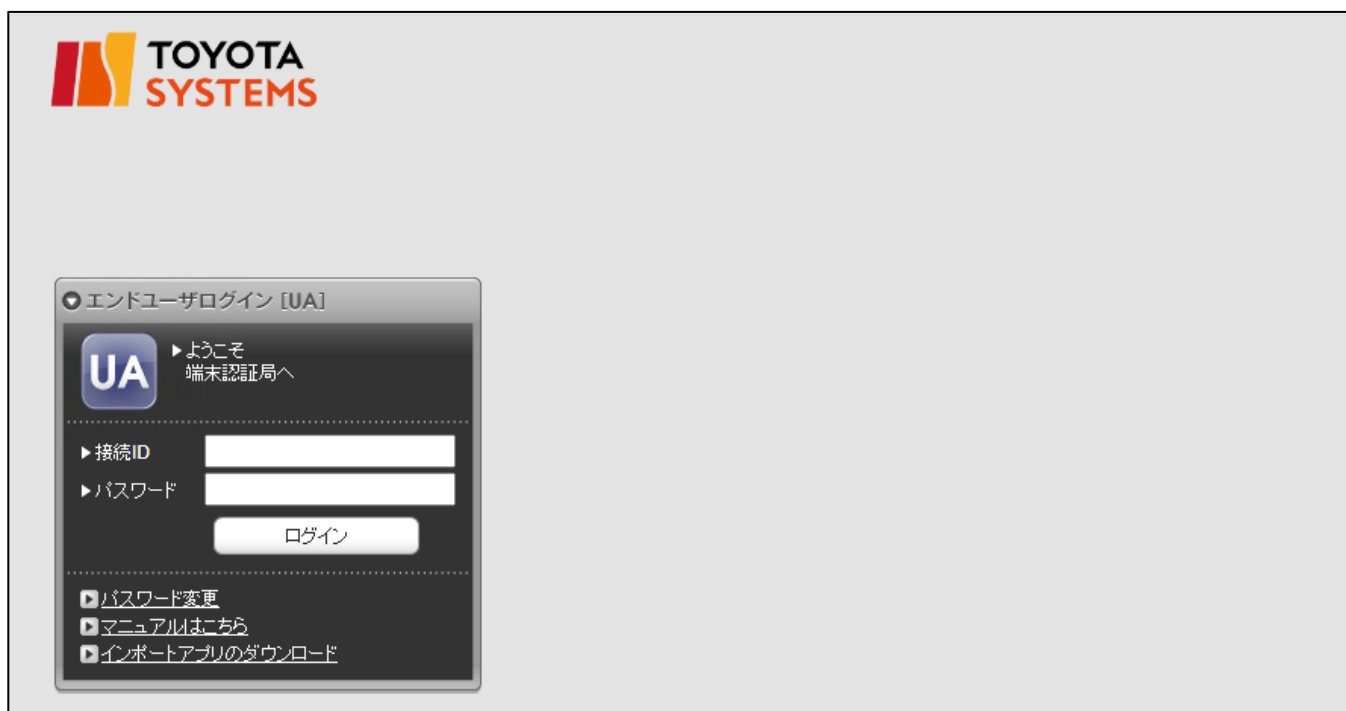 TOYOTA
SYSTEMS
エンドユーザログイン [UA]
UA
ようこそ
端末認証局へ
接続ID
パスワード
ログイン
パスワード変更
マニュアルはこちら
インポートアプリのダウンロード